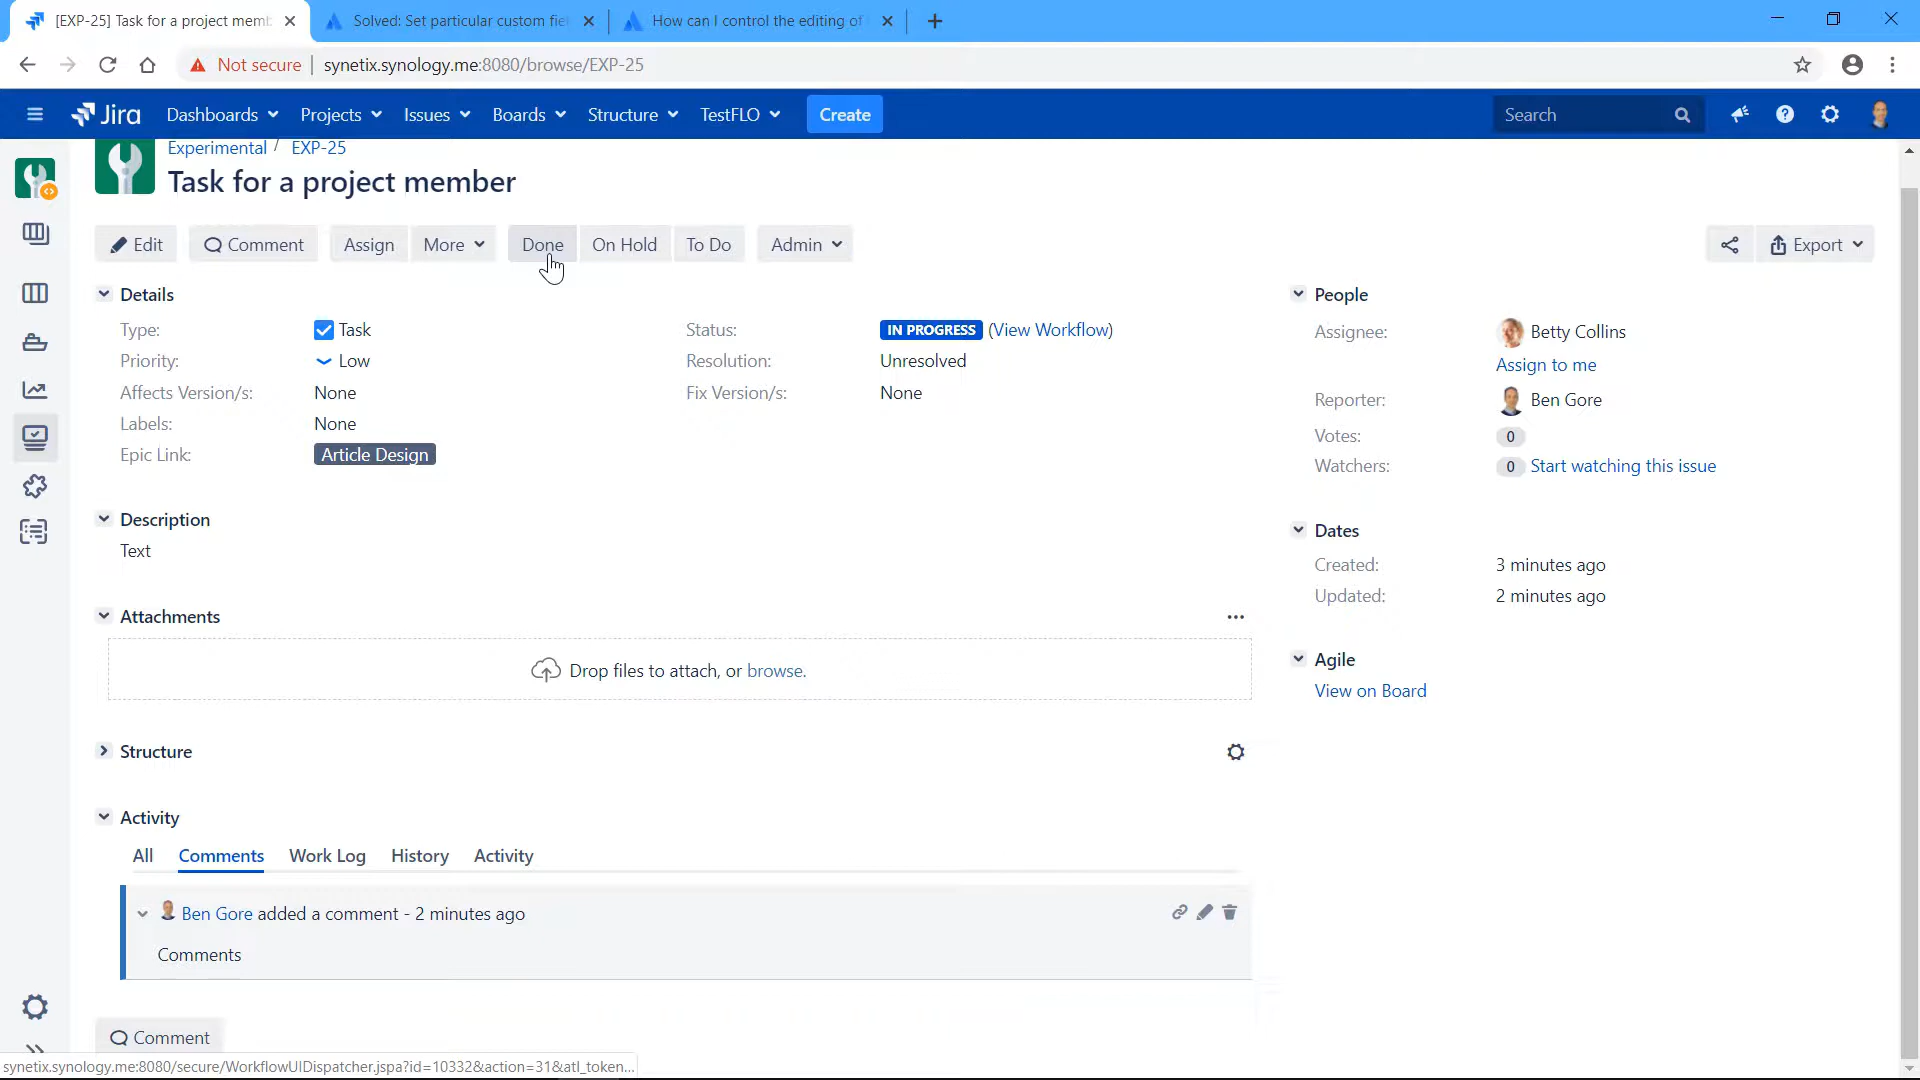 [EXP-25] Task for a project memb
Solved: Set particular custom fie
How can I control the editing of
Not secure | synetix.synology.me:8080/browse/EXP-25
Jira Dashboards Projects Issues Boards Structure TestFLO Create Search
Experimental / EXP-25
Task for a project member
Edit Comment Assign More Done On Hold To Do Admin Export
Details
Type: Task
Priority: Low
Affects Version/s: None
Labels: None
Epic Link: Article Design
Status: IN PROGRESS (View Workflow)
Resolution: Unresolved
Fix Version/s: None
People
Assignee: Betty Collins
Assign to me
Reporter: Ben Gore
Votes: 0
Watchers: 0 Start watching this issue
Description
Text
Dates
Created: 3 minutes ago
Updated: 2 minutes ago
Attachments
Drop files to attach, or browse.
Agile
View on Board
Structure
Activity
All Comments Work Log History Activity
Ben Gore added a comment - 2 minutes ago
Comments
Comment
synetix.synology.me:8080/secure/WorkflowUIDispatcher.jspa?id=10332&action=31&atl_token...